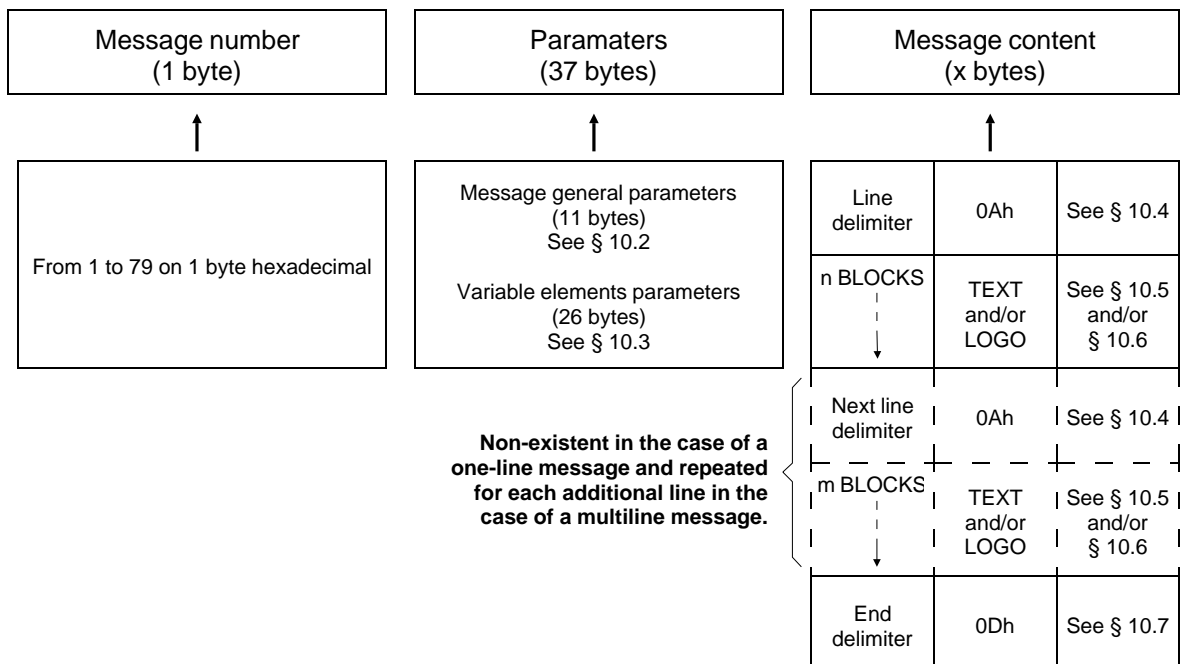 Message number
(1 byte)
Paramaters
(37 bytes)
Message content
(x bytes)
From 1 to 79 on 1 byte hexadecimal
Message general parameters
(11 bytes)
See § 10.2
Variable elements parameters
(26 bytes)
See § 10.3
Line
delimiter
0Ah
See § 10.4
n BLOCKS
TEXT
and/or
LOGO
See § 10.5
and/or
§ 10.6
Non-existent in the case of a
one-line message and repeated
for each additional line in the
case of a multiline message.
Next line
delimiter
0Ah
See § 10.4
m BLOCKS
TEXT
and/or
LOGO
See § 10.5
and/or
§ 10.6
End
delimiter
0Dh
See § 10.7